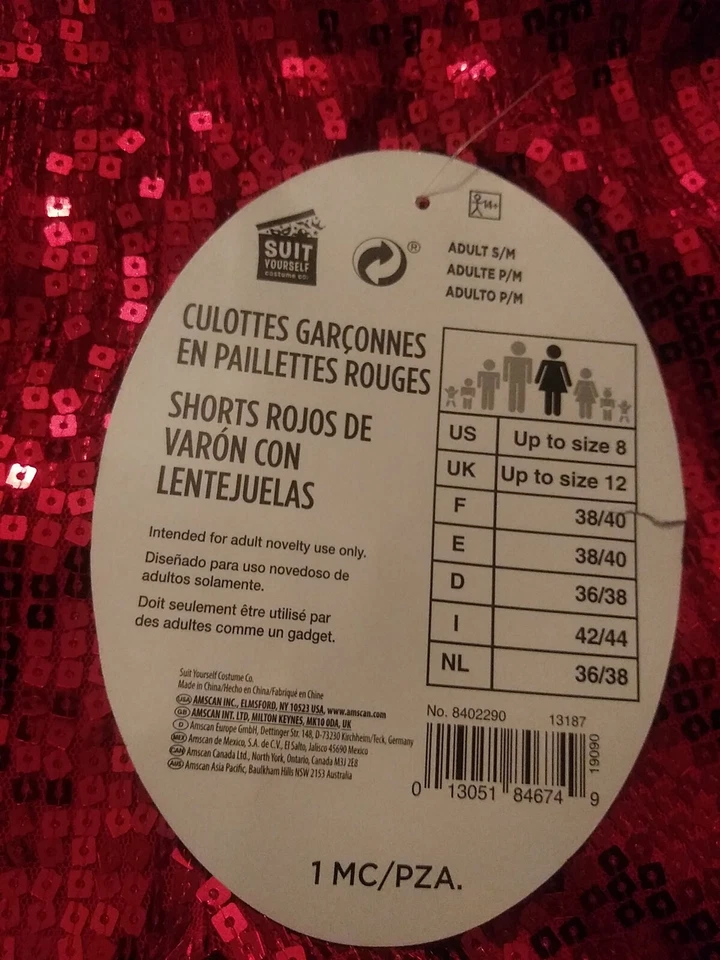 14+
SUIT
YOURSELF
costume co.
®
ADULT S/M
ADULTE P/M
ADULTO P/M
CULOTTES GARÇONNES
EN PAILLETTES ROUGES
SHORTS ROJOS DE
VARÓN CON
LENTEJUELAS
Intended for adult novelty use only.
Diseñado para uso novedoso de
adultos solamente.
Doit seulement être utilisé par
des adultes comme un gadget.
US Up to size 8
UK Up to size 12
F 38/40
E 38/40
D 36/38
I 42/44
NL 36/38
Suit Yourself Costume Co.
Made in China/Hecho en China/Fabriqué en Chine
USA AMSCAN INC., ELMSFORD, NY 10523 USA, www.amscan.com
GB AMSCAN INT. LTD, MILTON KEYNES, MK10 0DA, UK
D Amscan Europe GmbH, Dettinger Str. 148, D-73230 Kirchheim/Teck, Germany
MEX Amscan de Mexico, S.A. de C.V., El Salto, Jalisco 45690 Mexico
CAN Amscan Canada Ltd., North York, Ontario, Canada M3J 2E8
AUS Amscan Asia Pacific, Baulkham Hills NSW 2153 Australia
No. 8402290 13187
19090
0 13051 84674 9
1 MC/PZA.